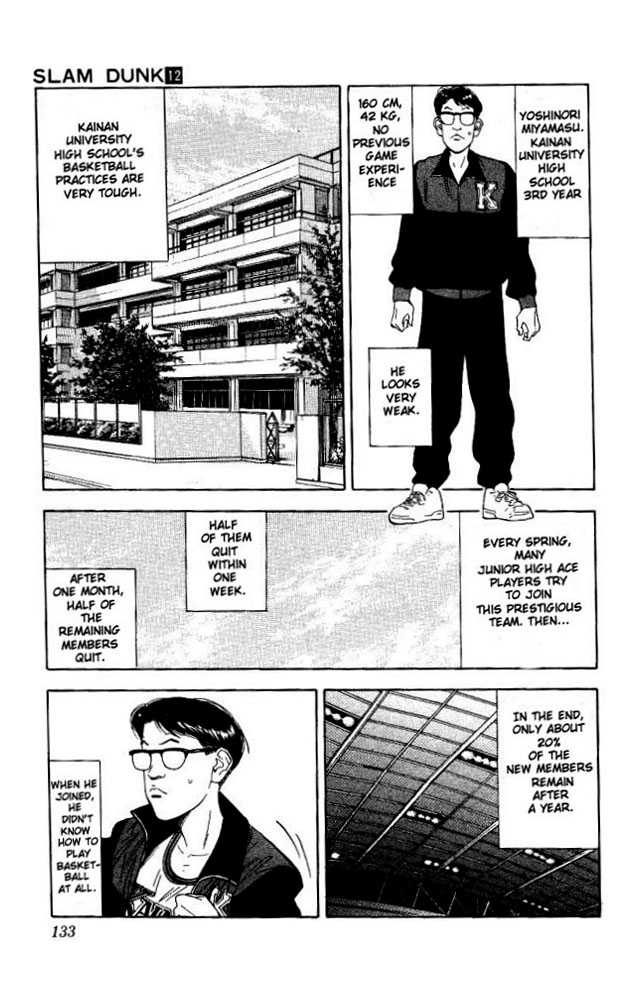 SLAM DUNK 12
YOSHINORI
MIYAMASU.
KAINAN
UNIVERSITY
HIGH
SCHOOL
3RD YEAR
160 CM,
42 KG,
NO
PREVIOUS
GAME
EXPERI-
ENCE
K
HE
LOOKS
VERY
WEAK.
KAINAN
UNIVERSITY
HIGH SCHOOL'S
BASKETBALL
PRACTICES ARE
VERY TOUGH.
EVERY SPRING,
MANY
JUNIOR HIGH ACE
PLAYERS TRY
TO JOIN
THIS PRESTIGIOUS
TEAM. THEN...
HALF
OF THEM
QUIT
WITHIN
ONE
WEEK.
AFTER
ONE MONTH,
HALF OF
THE
REMAINING
MEMBERS
QUIT.
IN THE END,
ONLY ABOUT
20%
OF THE
NEW MEMBERS
REMAIN
AFTER
A YEAR.
WHEN HE
JOINED,
HE
DIDN'T
KNOW
HOW TO
PLAY
BASKET-
BALL
AT ALL.
133